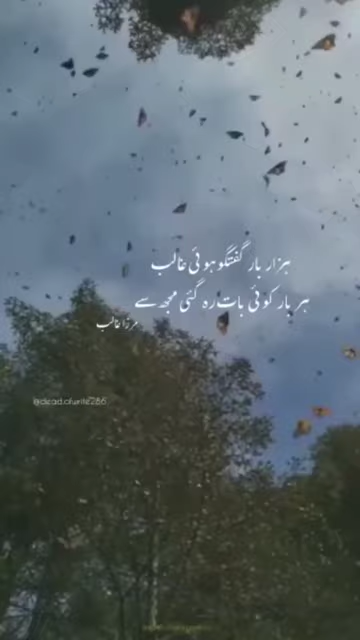 ہزار بار گفتگو ہوئی غالب
ہر بار کوئی بات رہ گئی مجھ سے
مرزا غالب